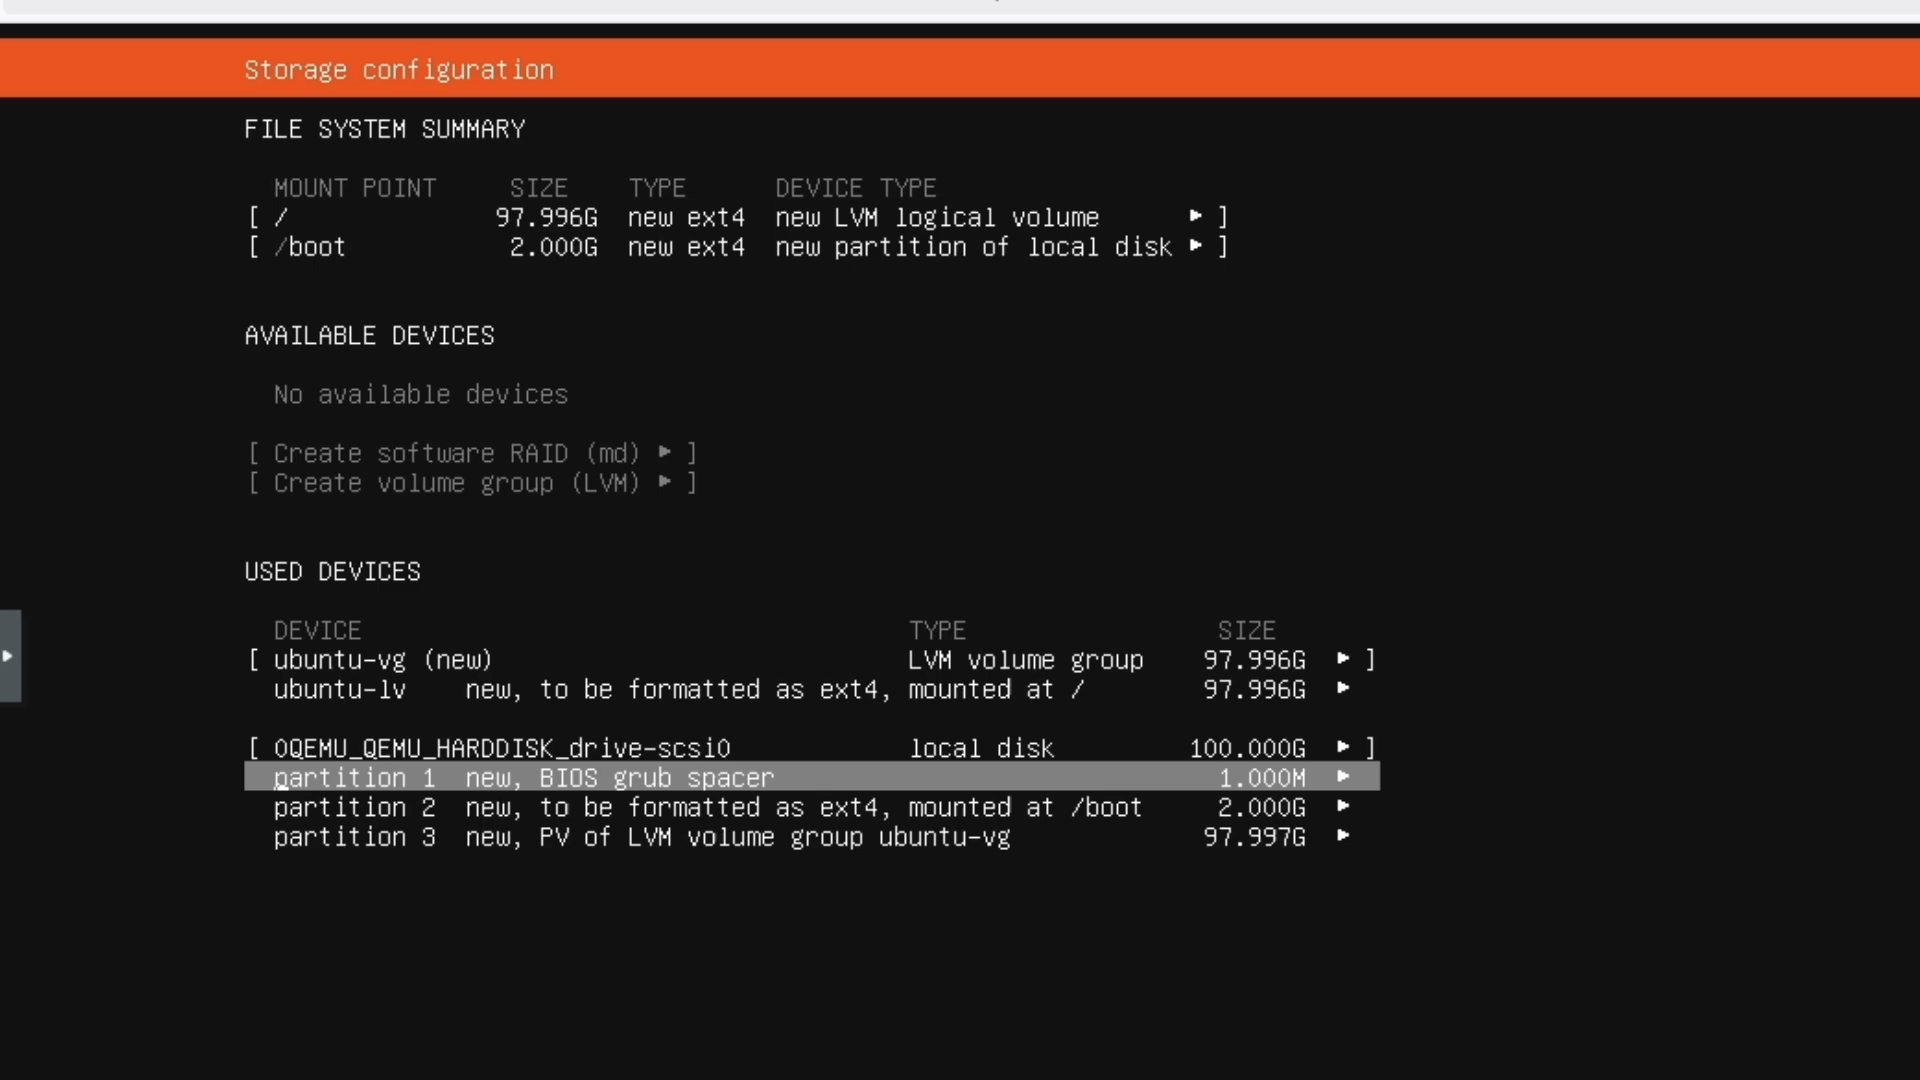 Storage configuration
FILE SYSTEM SUMMARY
MOUNT POINT SIZE TYPE DEVICE TYPE
[ / 97.996G new ext4 new LVM logical volume ▸ ]
[ /boot 2.000G new ext4 new partition of local disk ▸ ]
AVAILABLE DEVICES
No available devices
[ Create software RAID (md) ▸ ]
[ Create volume group (LVM) ▸ ]
USED DEVICES
DEVICE TYPE SIZE
[ ubuntu-vg (new) LVM volume group 97.996G ▸ ]
ubuntu-lv new, to be formatted as ext4, mounted at / 97.996G ▸
[ 0QEMU_QEMU_HARDDISK_drive-scsi0 local disk 100.000G ▸ ]
partition 1 new, BIOS grub spacer 1.000M ▸
partition 2 new, to be formatted as ext4, mounted at /boot 2.000G ▸
partition 3 new, PV of LVM volume group ubuntu-vg 97.997G ▸